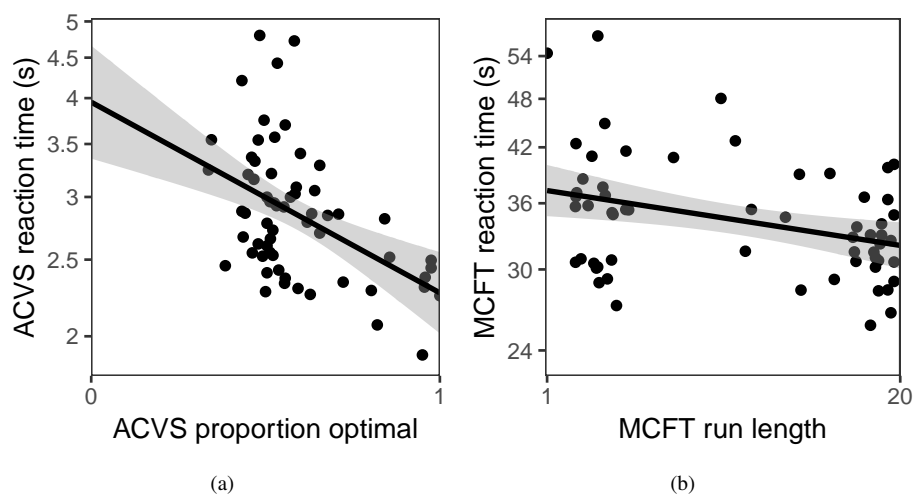 5
4.5
4
3.5
3
2.5
2
ACVS reaction time (s)
0
1
ACVS proportion optimal
(a)
54
48
42
36
30
24
MCFT reaction time (s)
1
20
MCFT run length
(b)